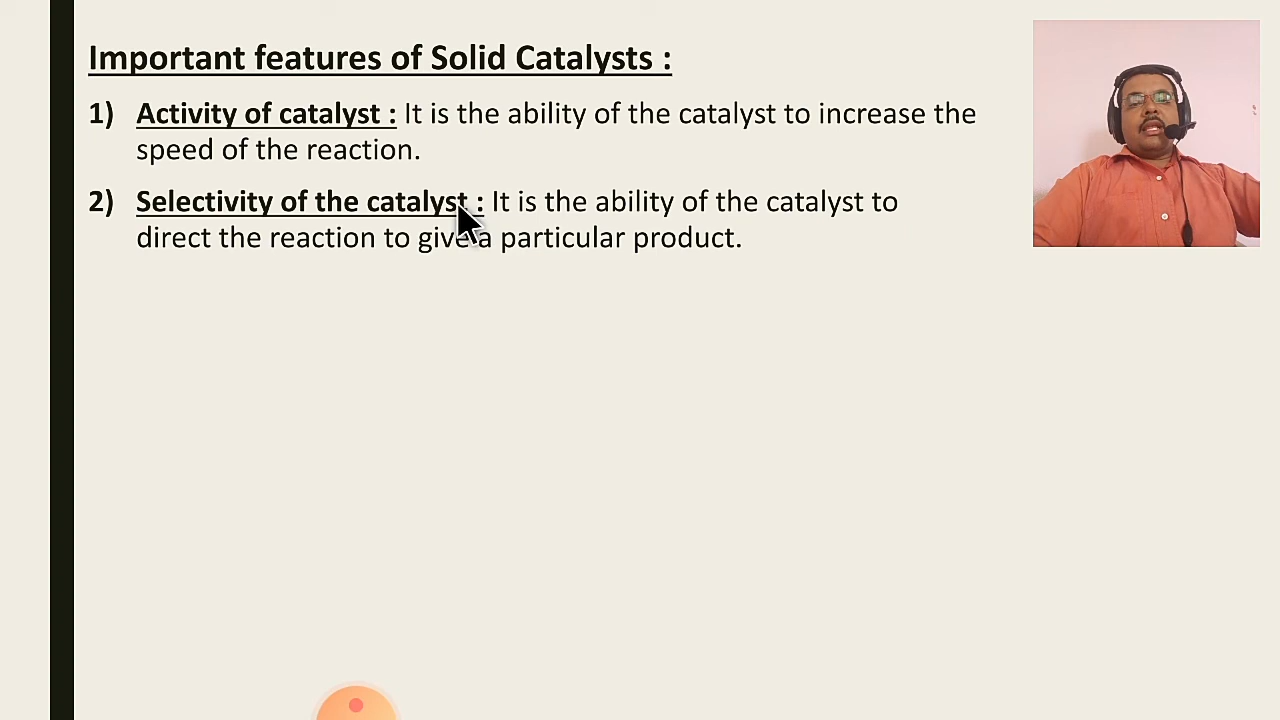 Important features of Solid Catalysts :
1) Activity of catalyst : It is the ability of the catalyst to increase the
speed of the reaction.
2) Selectivity of the catalyst : It is the ability of the catalyst to
direct the reaction to give a particular product.